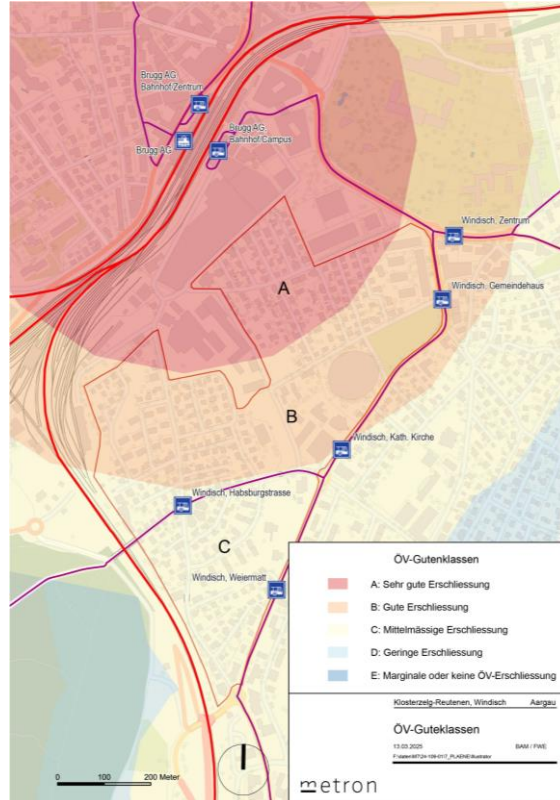 Brugg AG
Bahnhof Zentrum
Brugg AG
Bahnhof Campus
Brugg AG
Windisch, Zentrum
Windisch, Gemeindehaus
A
B
Windisch, Kath. Kirche
Windisch, Habsburgstrasse
C
Windisch, Weiermatt
ÖV-Gutenklassen
A: Sehr gute Erschliessung
B: Gute Erschliessung
C: Mittelmässige Erschliessung
D: Geringe Erschliessung
E: Marginale oder keine ÖV-Erschliessung
Klosterzelg-Reutenen, Windisch Aargau
ÖV-Guteklassen
13.03.2025 BAM / FWE
0 100 200 Meter
metron